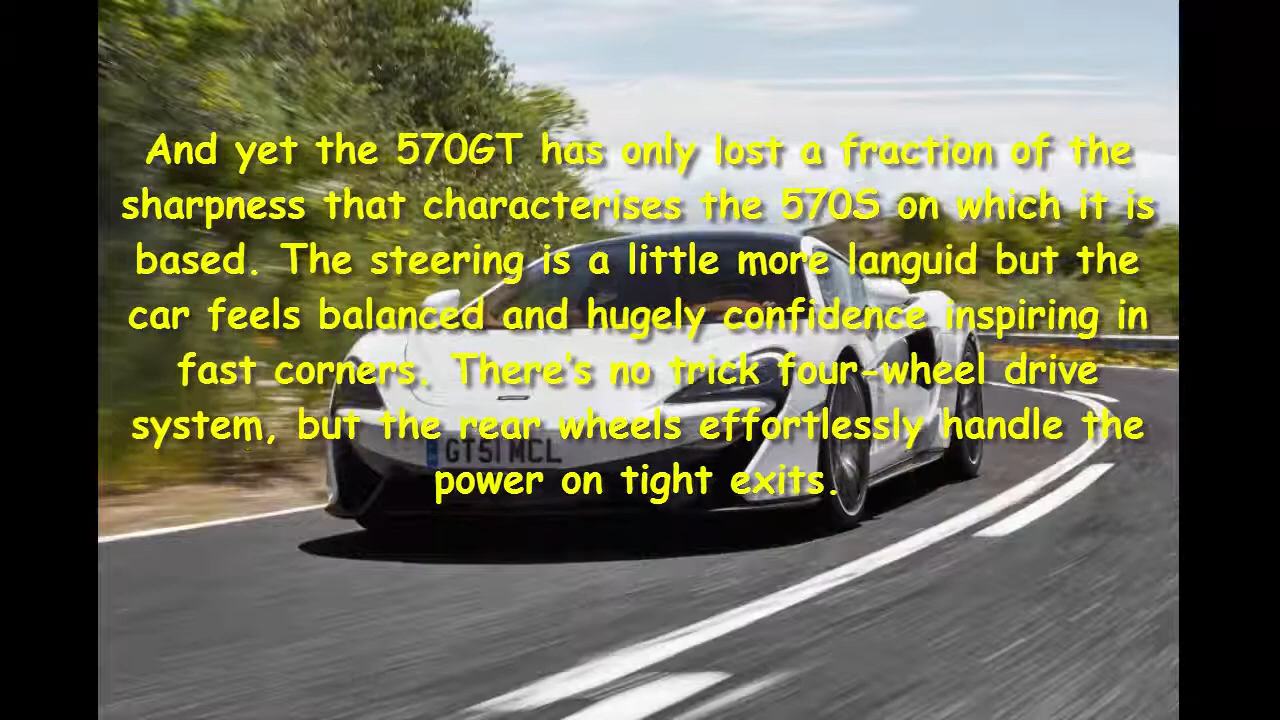 And yet the 570GT has only lost a fraction of the
sharpness that characterises the 570S on which it is
based. The steering is a little more languid but the
car feels balanced and hugely confidence inspiring in
fast corners. There's no trick four-wheel drive
system, but the rear wheels effortlessly handle the
power on tight exits.
GT51 MCL